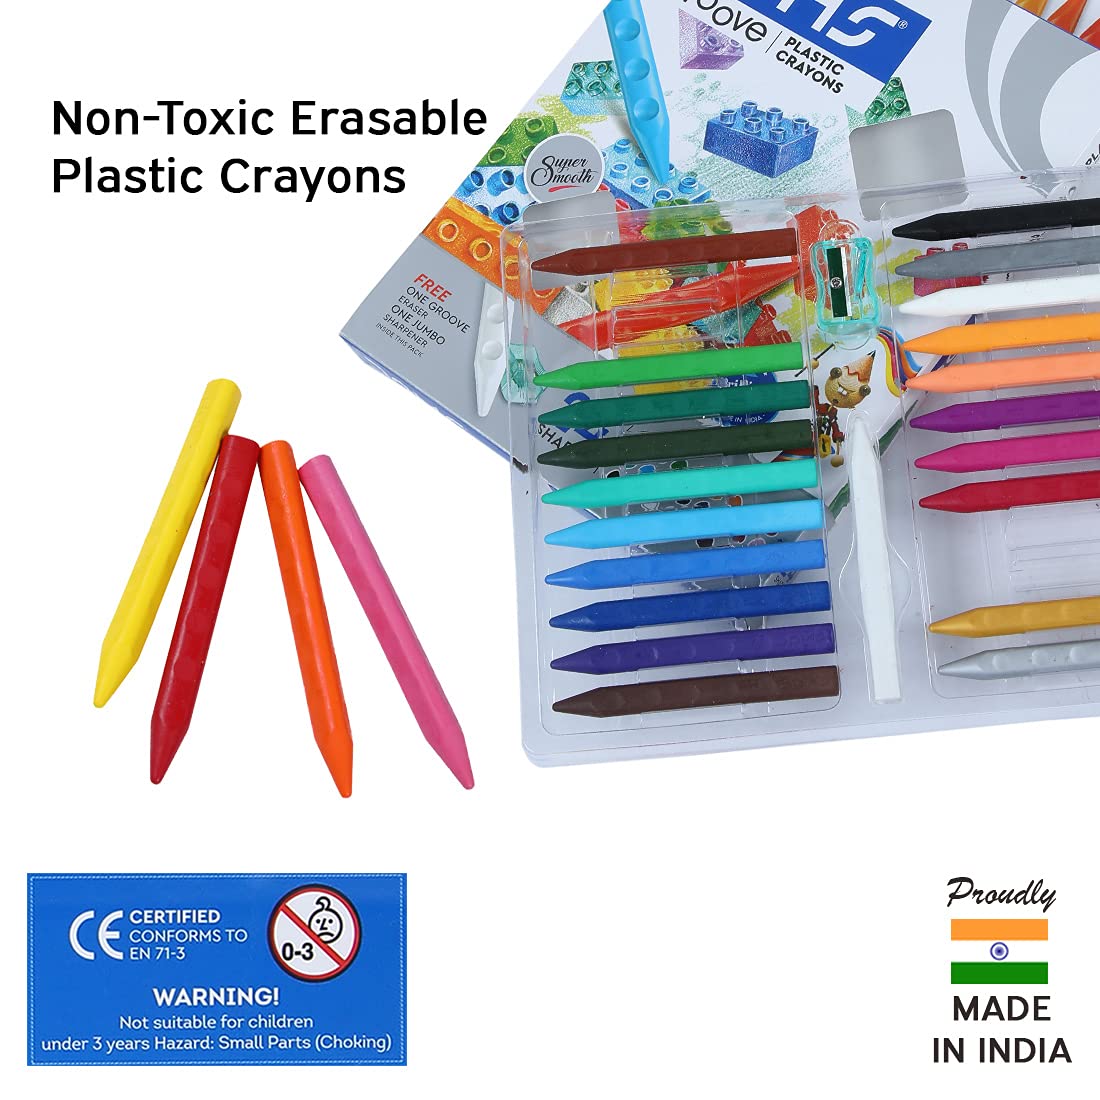 Non-Toxic Erasable
Plastic Crayons
PLASTIC
CRAYONS
Super
Smooth
FREE
ONE GROOVE
ERASER
ONE JUMBO
SHARPENER
INSIDE THIS PACK
CE CERTIFIED
CONFORMS TO
EN 71-3
0-3
WARNING!
Not suitable for children
under 3 years Hazard: Small Parts (Choking)
Proudly
MADE
IN INDIA